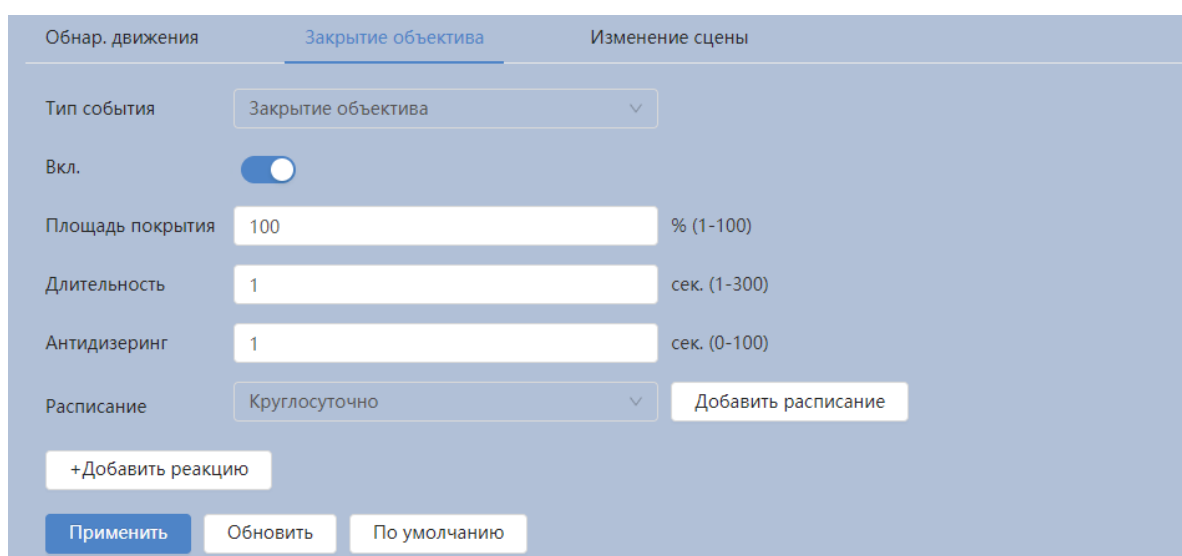 Обнар. движения Закрытие объектива Изменение сцены
Тип события Закрытие объектива
Вкл.
Площадь покрытия 100 % (1-100)
Длительность 1 сек. (1-300)
Антидизеринг 1 сек. (0-100)
Расписание Круглосуточно Добавить расписание
+Добавить реакцию
Применить Обновить По умолчанию